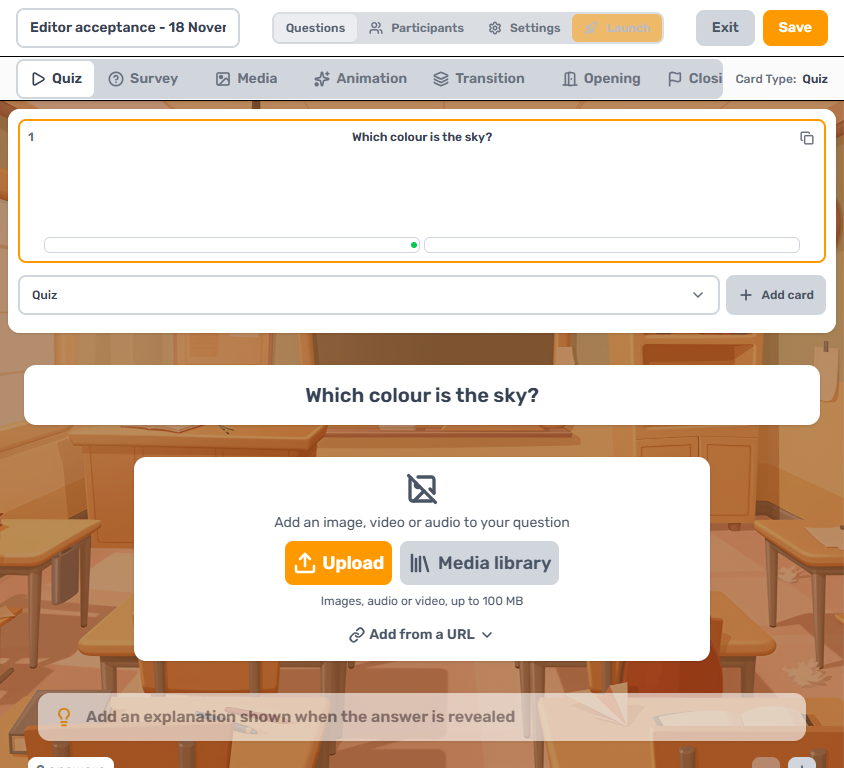 Editor acceptance - 18 Nover
Questions
Participants
Settings
Launch
Exit
Save
Quiz
Survey
Media
Animation
Transition
Opening
Closi
Card Type: Quiz
1
Which colour is the sky?
Quiz
Add card
Which colour is the sky?
Add an image, video or audio to your question
Upload
Media library
Images, audio or video, up to 100 MB
Add from a URL
Add an explanation shown when the answer is revealed